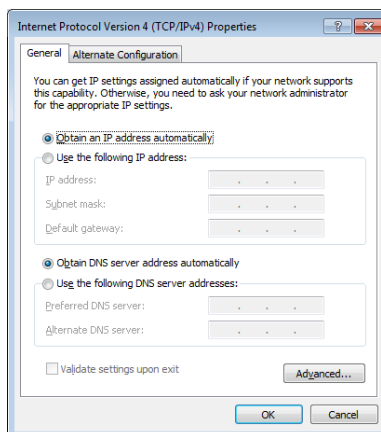 Internet Protocol Version 4 (TCP/IPv4) Properties
General
Alternate Configuration
You can get IP settings assigned automatically if your network supports
this capability. Otherwise, you need to ask your network administrator
for the appropriate IP settings.
Obtain an IP address automatically
Use the following IP address:
IP address:
Subnet mask:
Default gateway:
Obtain DNS server address automatically
Use the following DNS server addresses:
Preferred DNS server:
Alternate DNS server:
Validate settings upon exit
Advanced...
OK
Cancel